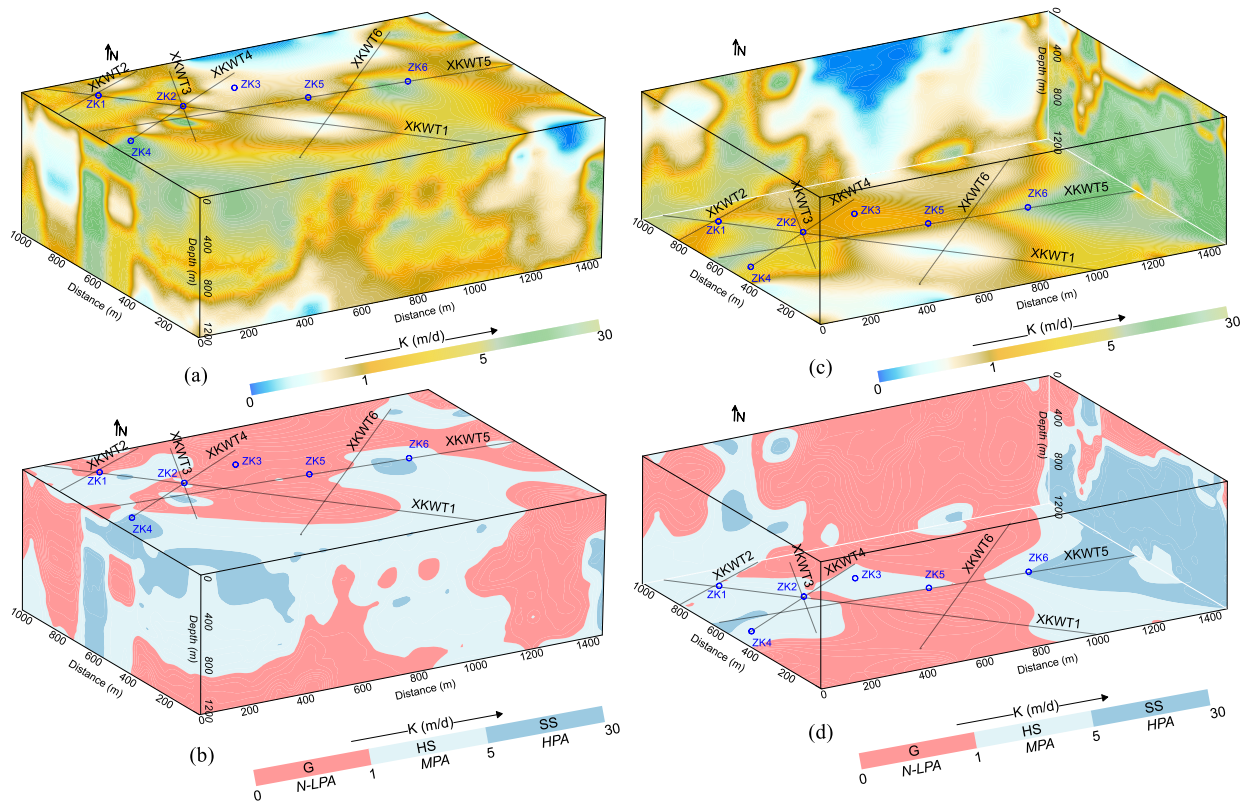 N
XKWT2
XKWT3
XKWT4
XKWT6
XKWT5
XKWT1
ZK1
ZK2
ZK3
ZK5
ZK6
ZK4
0
400
800
1200
Depth (m)
1000
800
600
400
200
Distance (m)
0
200
400
600
800
1000
1200
1400
Distance (m)
K (m/d)
0
1
5
30
(a)
N
XKWT2
XKWT3
XKWT4
XKWT6
XKWT5
XKWT1
ZK1
ZK2
ZK3
ZK5
ZK6
ZK4
0
400
800
1200
Depth (m)
1000
800
600
400
200
Distance (m)
0
200
400
600
800
1000
1200
1400
Distance (m)
K (m/d)
0
1
5
30
(c)
N
XKWT2
XKWT3
XKWT4
XKWT6
XKWT5
XKWT1
ZK1
ZK2
ZK3
ZK5
ZK6
ZK4
0
400
800
1200
Depth (m)
1000
800
600
400
200
Distance (m)
0
200
400
600
800
1000
1200
1400
Distance (m)
K (m/d)
G
HS
SS
N-LPA
MPA
HPA
0
1
5
30
(b)
N
XKWT2
XKWT3
XKWT4
XKWT6
XKWT5
XKWT1
ZK1
ZK2
ZK3
ZK5
ZK6
ZK4
0
400
800
1200
Depth (m)
1000
800
600
400
200
Distance (m)
0
200
400
600
800
1000
1200
1400
Distance (m)
K (m/d)
G
HS
SS
N-LPA
MPA
HPA
0
1
5
30
(d)